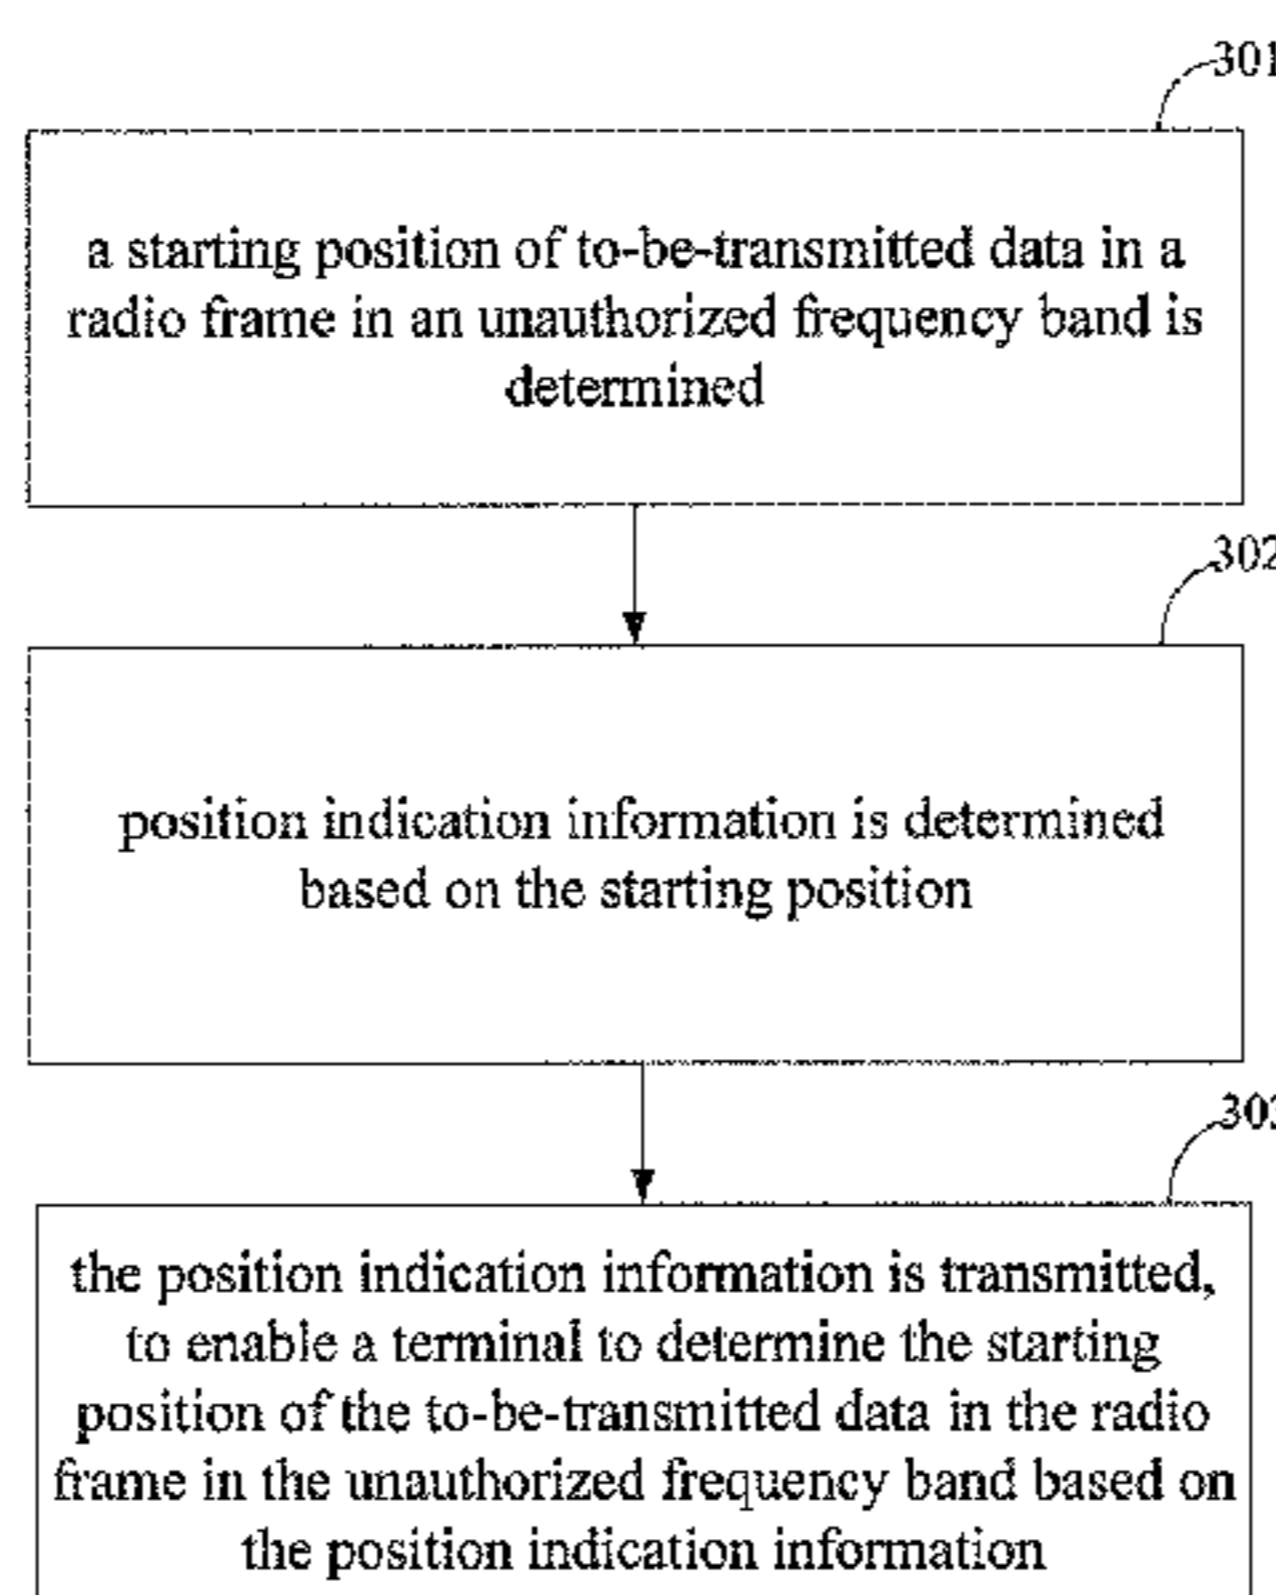 301
a starting position of to-be-transmitted data in a
radio frame in an unauthorized frequency band is
determined
302
position indication information is determined
based on the starting position
303
the position indication information is transmitted,
to enable a terminal to determine the starting
position of the to-be-transmitted data in the radio
frame in the unauthorized frequency band based on
the position indication information